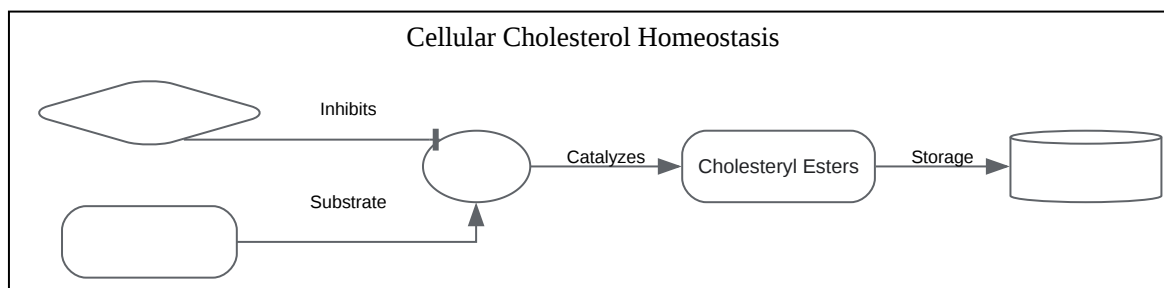 Cellular Cholesterol Homeostasis
Inhibits
Catalyzes
Cholesteryl Esters
Storage
Substrate